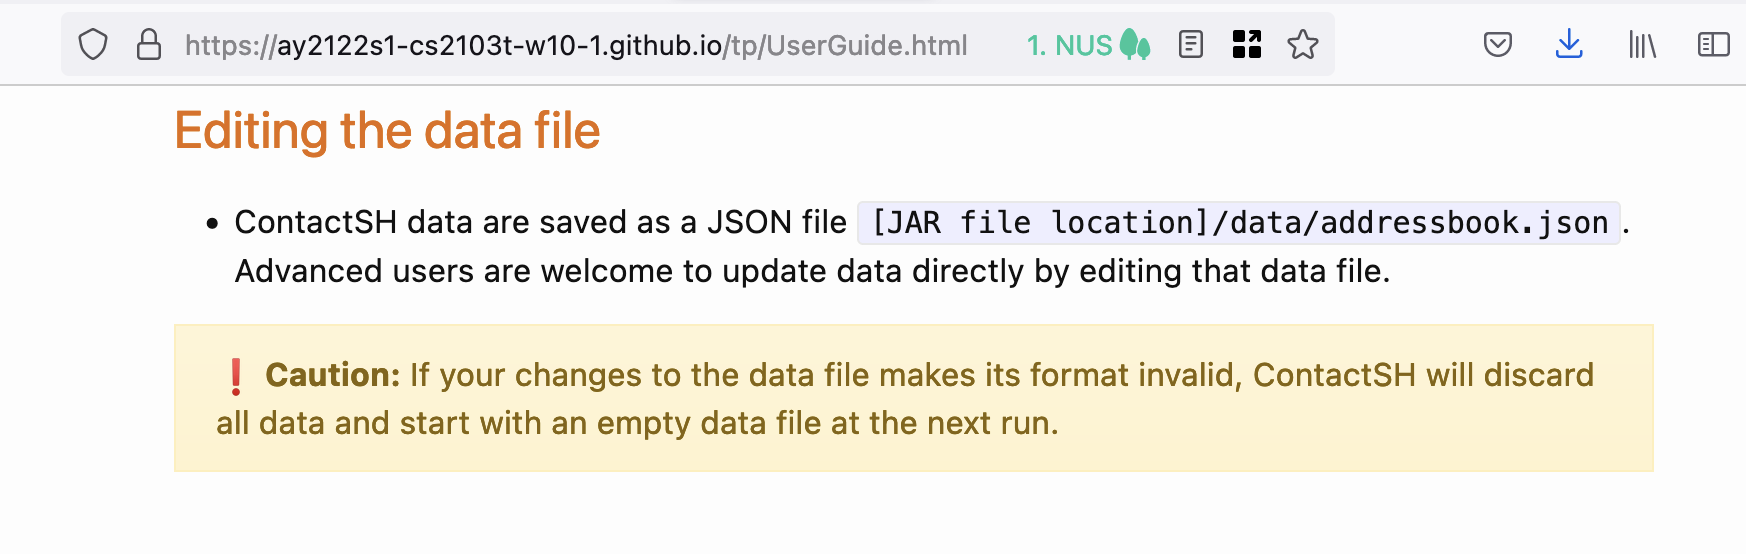 https://ay2122s1-cs2103t-w10-1.github.io/tp/UserGuide.html 1. NUS
Editing the data file
• ContactSH data are saved as a JSON file [JAR file location]/data/addressbook.json.
Advanced users are welcome to update data directly by editing that data file.
❗ Caution: If your changes to the data file makes its format invalid, ContactSH will discard
all data and start with an empty data file at the next run.